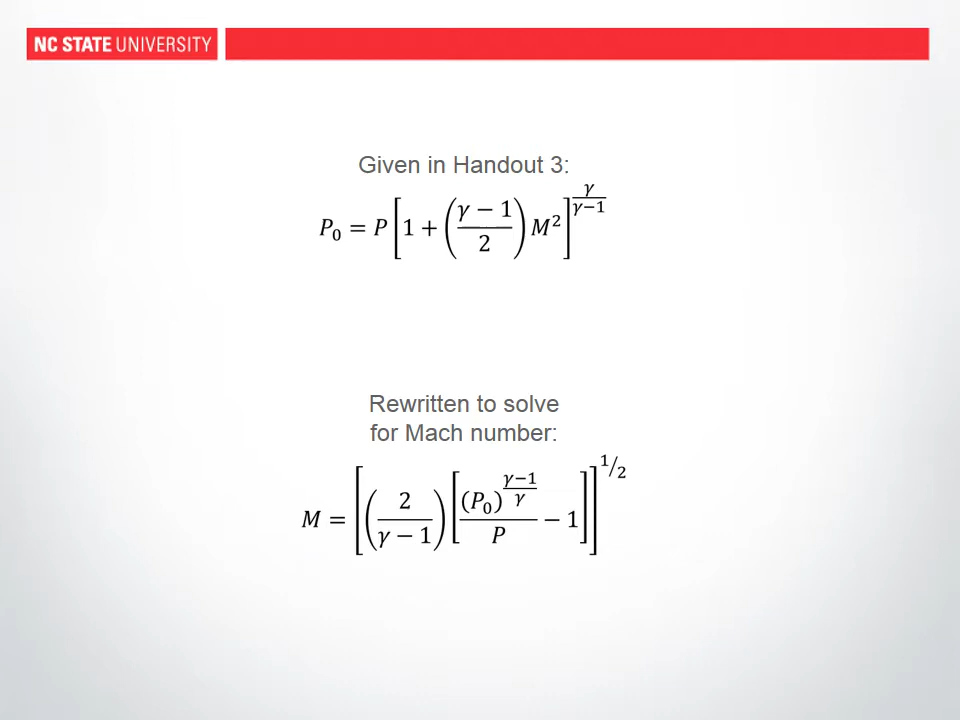 NC STATE UNIVERSITY
Given in Handout 3:
P₀ = P [1 + ((γ − 1)/2) M²]^(γ/(γ−1))
Rewritten to solve
for Mach number:
M = [(2/(γ − 1)) [(P₀)^((γ−1)/γ)/P − 1]]^(1/2)